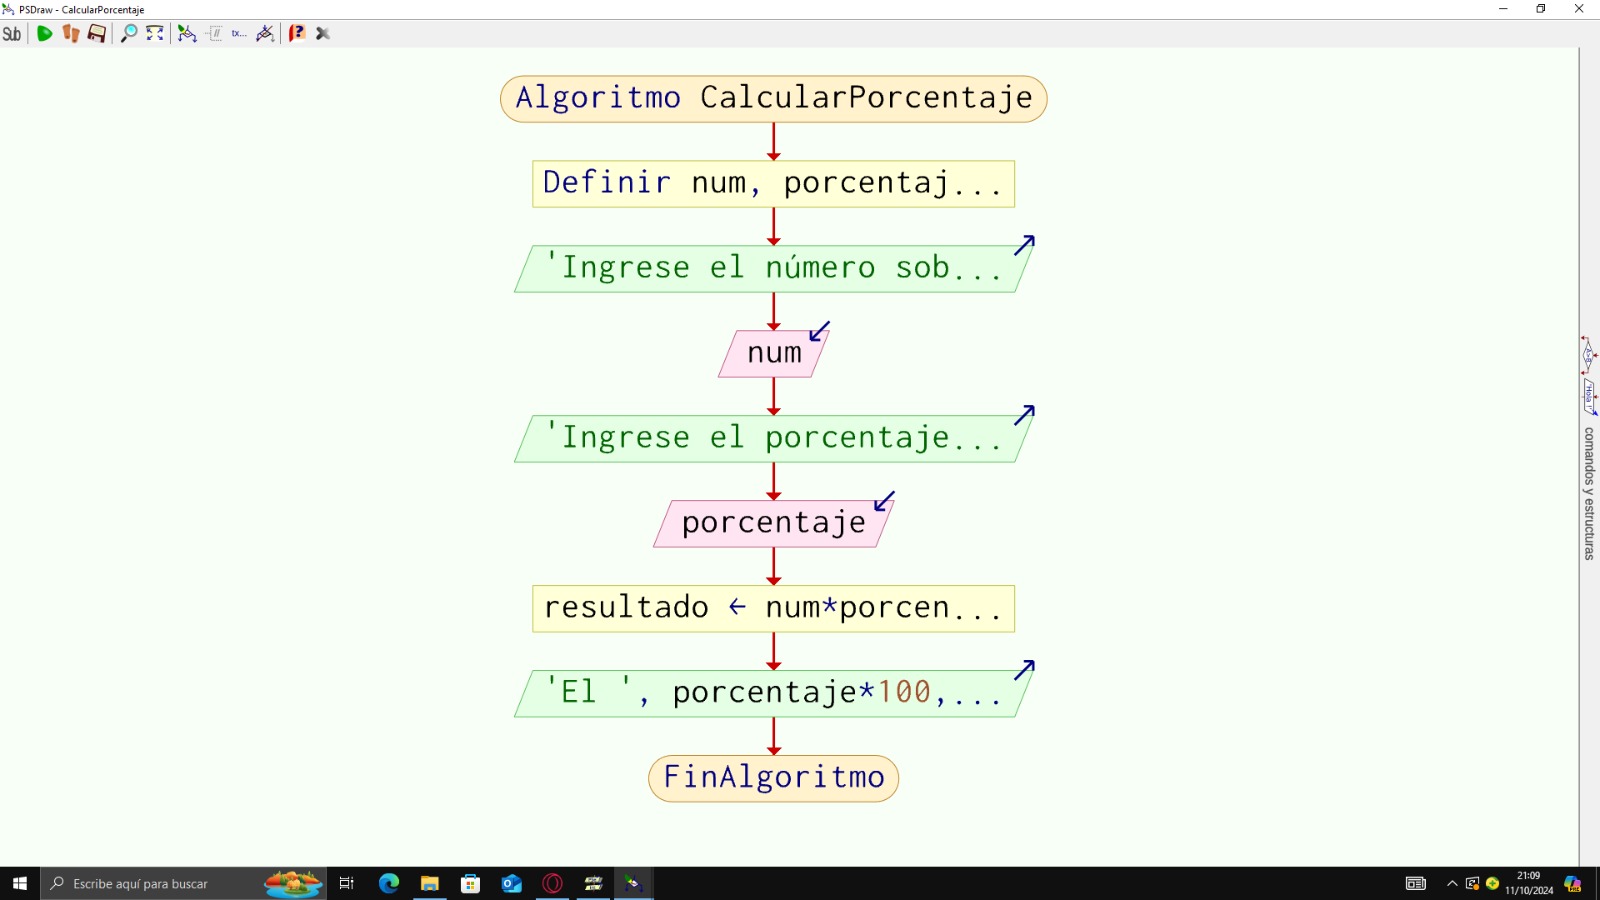 PSDraw - CalcularPorcentaje
Sub
tx...
Algoritmo CalcularPorcentaje
Definir num, porcentaj...
'Ingrese el número sob...
num
'Ingrese el porcentaje...
porcentaje
resultado ← num*porcen...
'El ', porcentaje*100,...
FinAlgoritmo
comandos y estructuras
Escribe aquí para buscar
21:09
11/10/2024